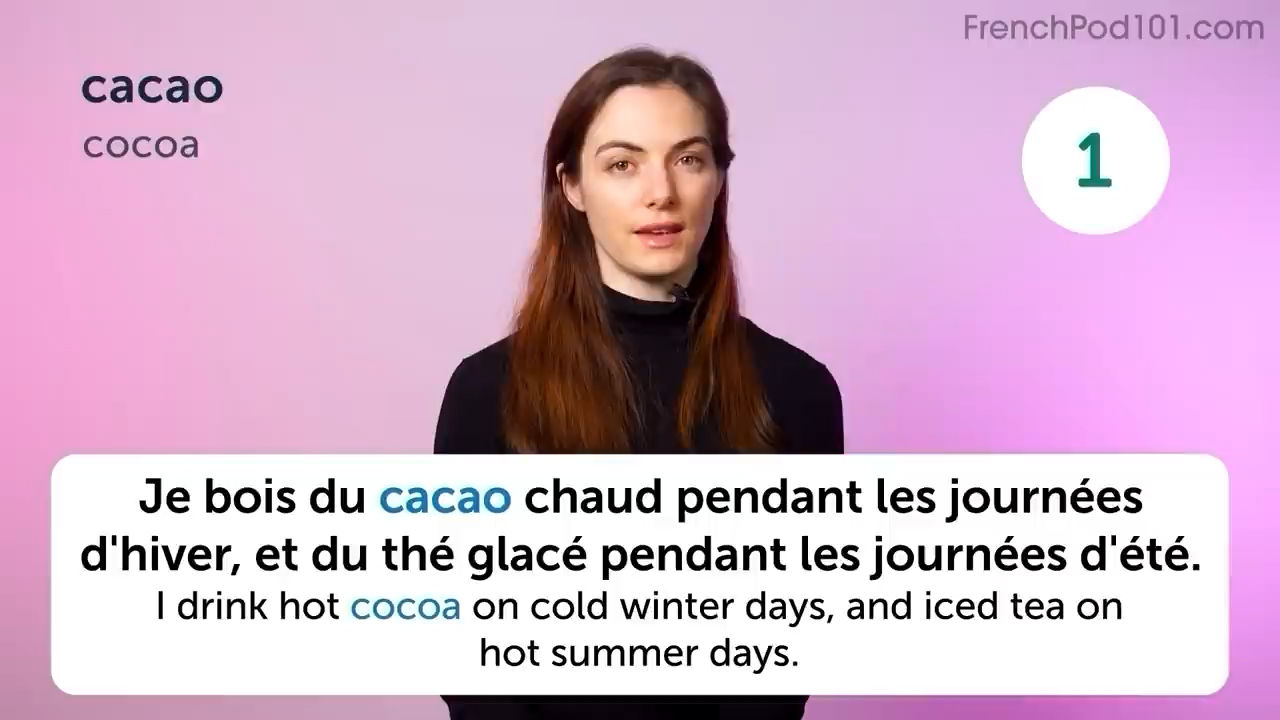 FrenchPod101.com
cacao
cocoa
1
Je bois du cacao chaud pendant les journées
d'hiver, et du thé glacé pendant les journées d'été.
I drink hot cocoa on cold winter days, and iced tea on
hot summer days.